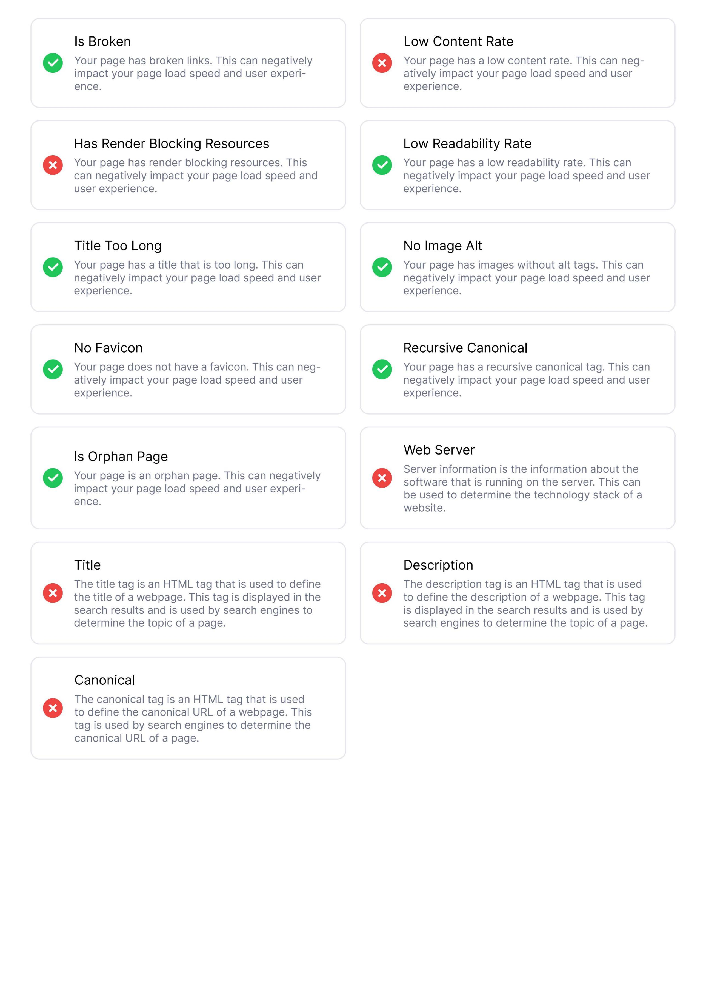 Is Broken
Your page has broken links. This can negatively
impact your page load speed and user experi-
ence.
Low Content Rate
Your page has a low content rate. This can neg-
atively impact your page load speed and user
experience.
Has Render Blocking Resources
Your page has render blocking resources. This
can negatively impact your page load speed and
user experience.
Low Readability Rate
Your page has a low readability rate. This can
negatively impact your page load speed and user
experience.
Title Too Long
Your page has a title that is too long. This can
negatively impact your page load speed and user
experience.
No Image Alt
Your page has images without alt tags. This can
negatively impact your page load speed and user
experience.
No Favicon
Your page does not have a favicon. This can neg-
atively impact your page load speed and user
experience.
Recursive Canonical
Your page has a recursive canonical tag. This can
negatively impact your page load speed and user
experience.
Is Orphan Page
Your page is an orphan page. This can negatively
impact your page load speed and user experi-
ence.
Web Server
Server information is the information about the
software that is running on the server. This can
be used to determine the technology stack of a
website.
Title
The title tag is an HTML tag that is used to define
the title of a webpage. This tag is displayed in the
search results and is used by search engines to
determine the topic of a page.
Description
The description tag is an HTML tag that is used
to define the description of a webpage. This tag
is displayed in the search results and is used by
search engines to determine the topic of a page.
Canonical
The canonical tag is an HTML tag that is used
to define the canonical URL of a webpage. This
tag is used by search engines to determine the
canonical URL of a page.